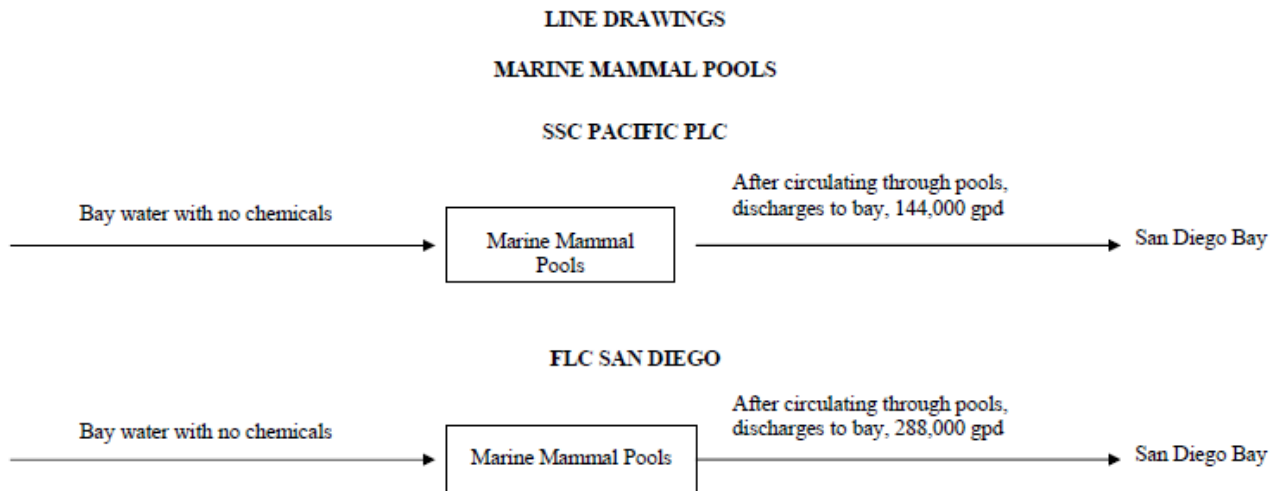 LINE DRAWINGS
MARINE MAMMAL POOLS
SSC PACIFIC PLC
Bay water with no chemicals
Marine Mammal
Pools
After circulating through pools,
discharges to bay, 144,000 gpd
San Diego Bay
FLC SAN DIEGO
Bay water with no chemicals
Marine Mammal Pools
After circulating through pools,
discharges to bay, 288,000 gpd
San Diego Bay